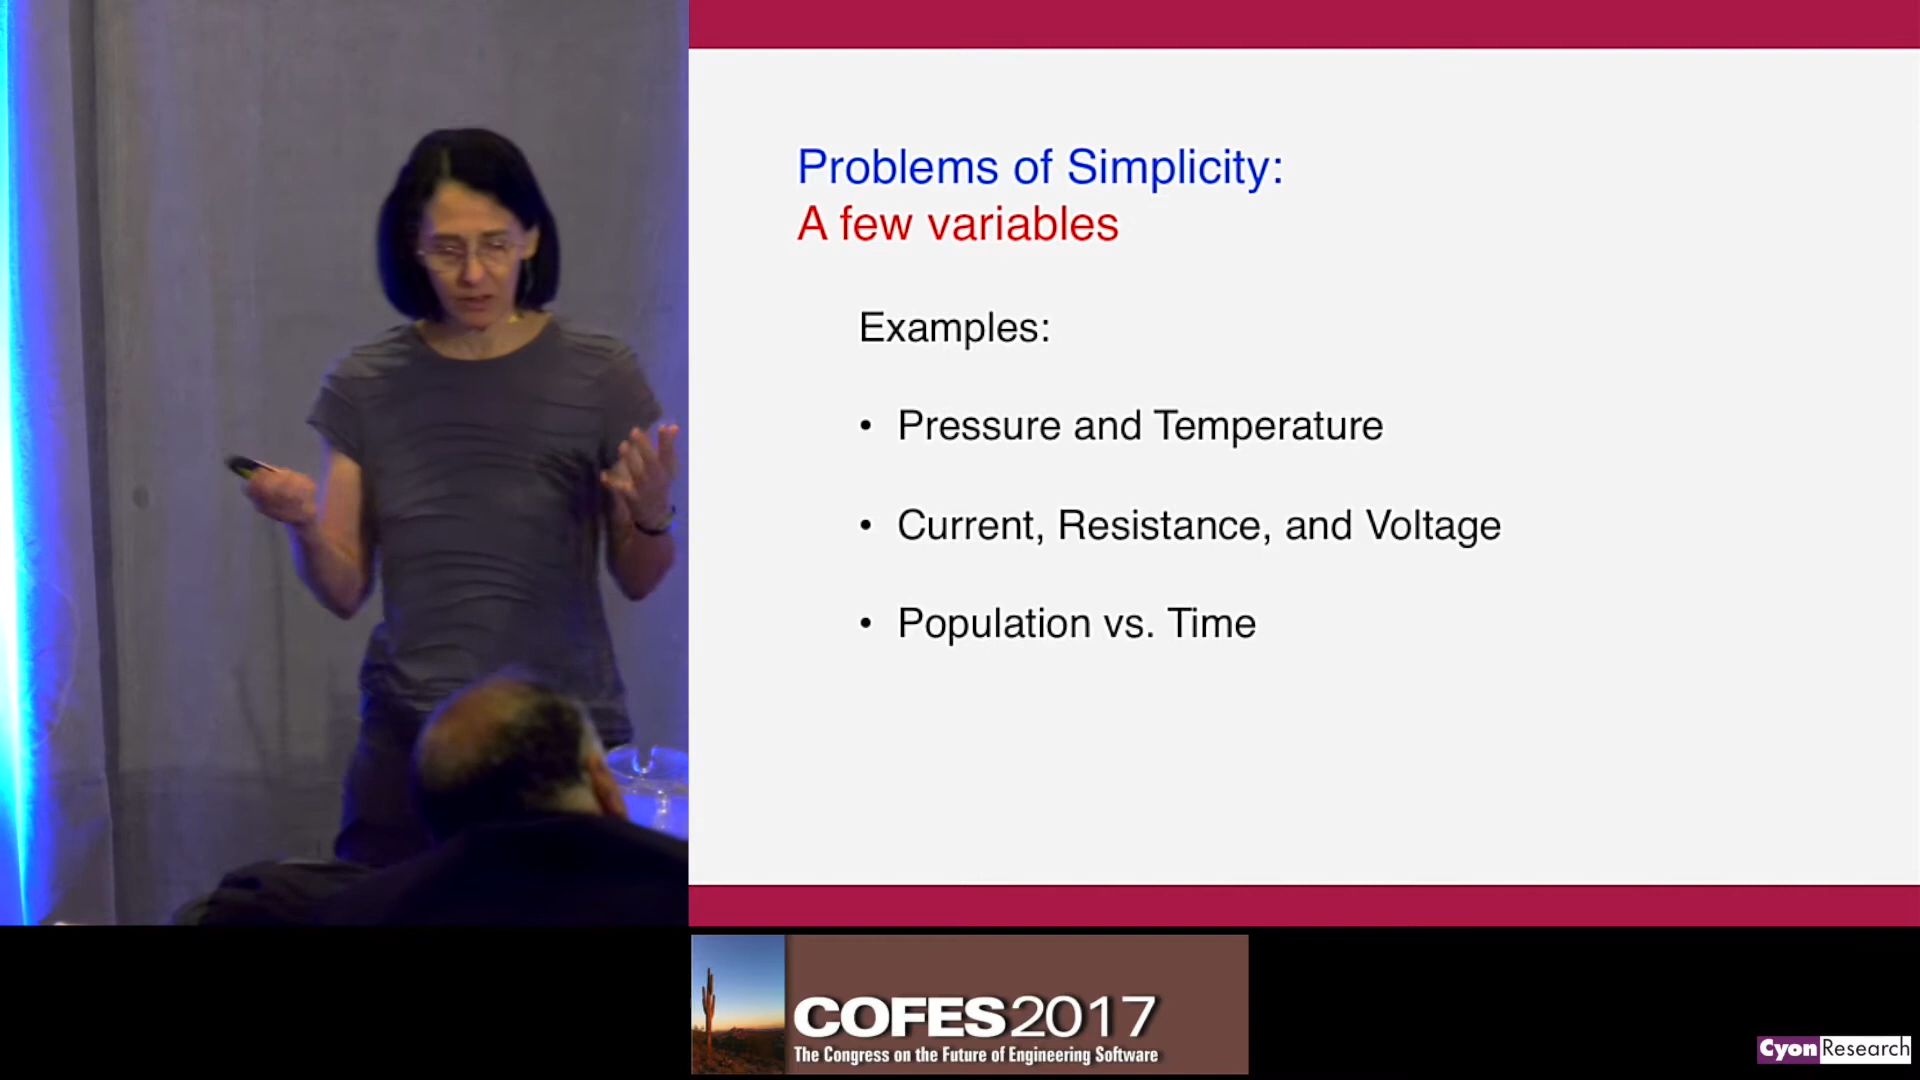 Problems of Simplicity:
A few variables
Examples:
• Pressure and Temperature
• Current, Resistance, and Voltage
• Population vs. Time
COFES2017
The Congress on the Future of Engineering Software
CyonResearch